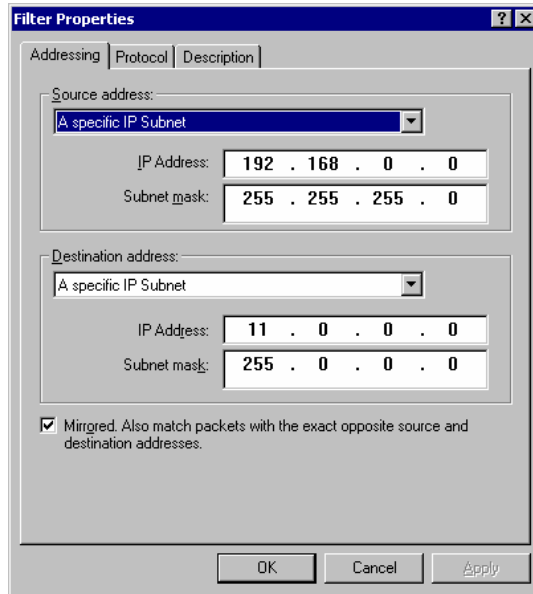 Filter Properties
Addressing Protocol Description
Source address:
A specific IP Subnet
IP Address: 192 . 168 . 0 . 0
Subnet mask: 255 . 255 . 255 . 0
Destination address:
A specific IP Subnet
IP Address: 11 . 0 . 0 . 0
Subnet mask: 255 . 0 . 0 . 0
Mirrored. Also match packets with the exact opposite source and
destination addresses.
OK Cancel Apply